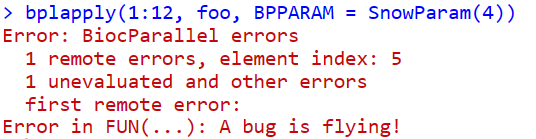 > bplapply(1:12, foo, BPPARAM = SnowParam(4))
Error: BiocParallel errors
  1 remote errors, element index: 5
  1 unevaluated and other errors
  first remote error:
Error in FUN(...): A bug is flying!